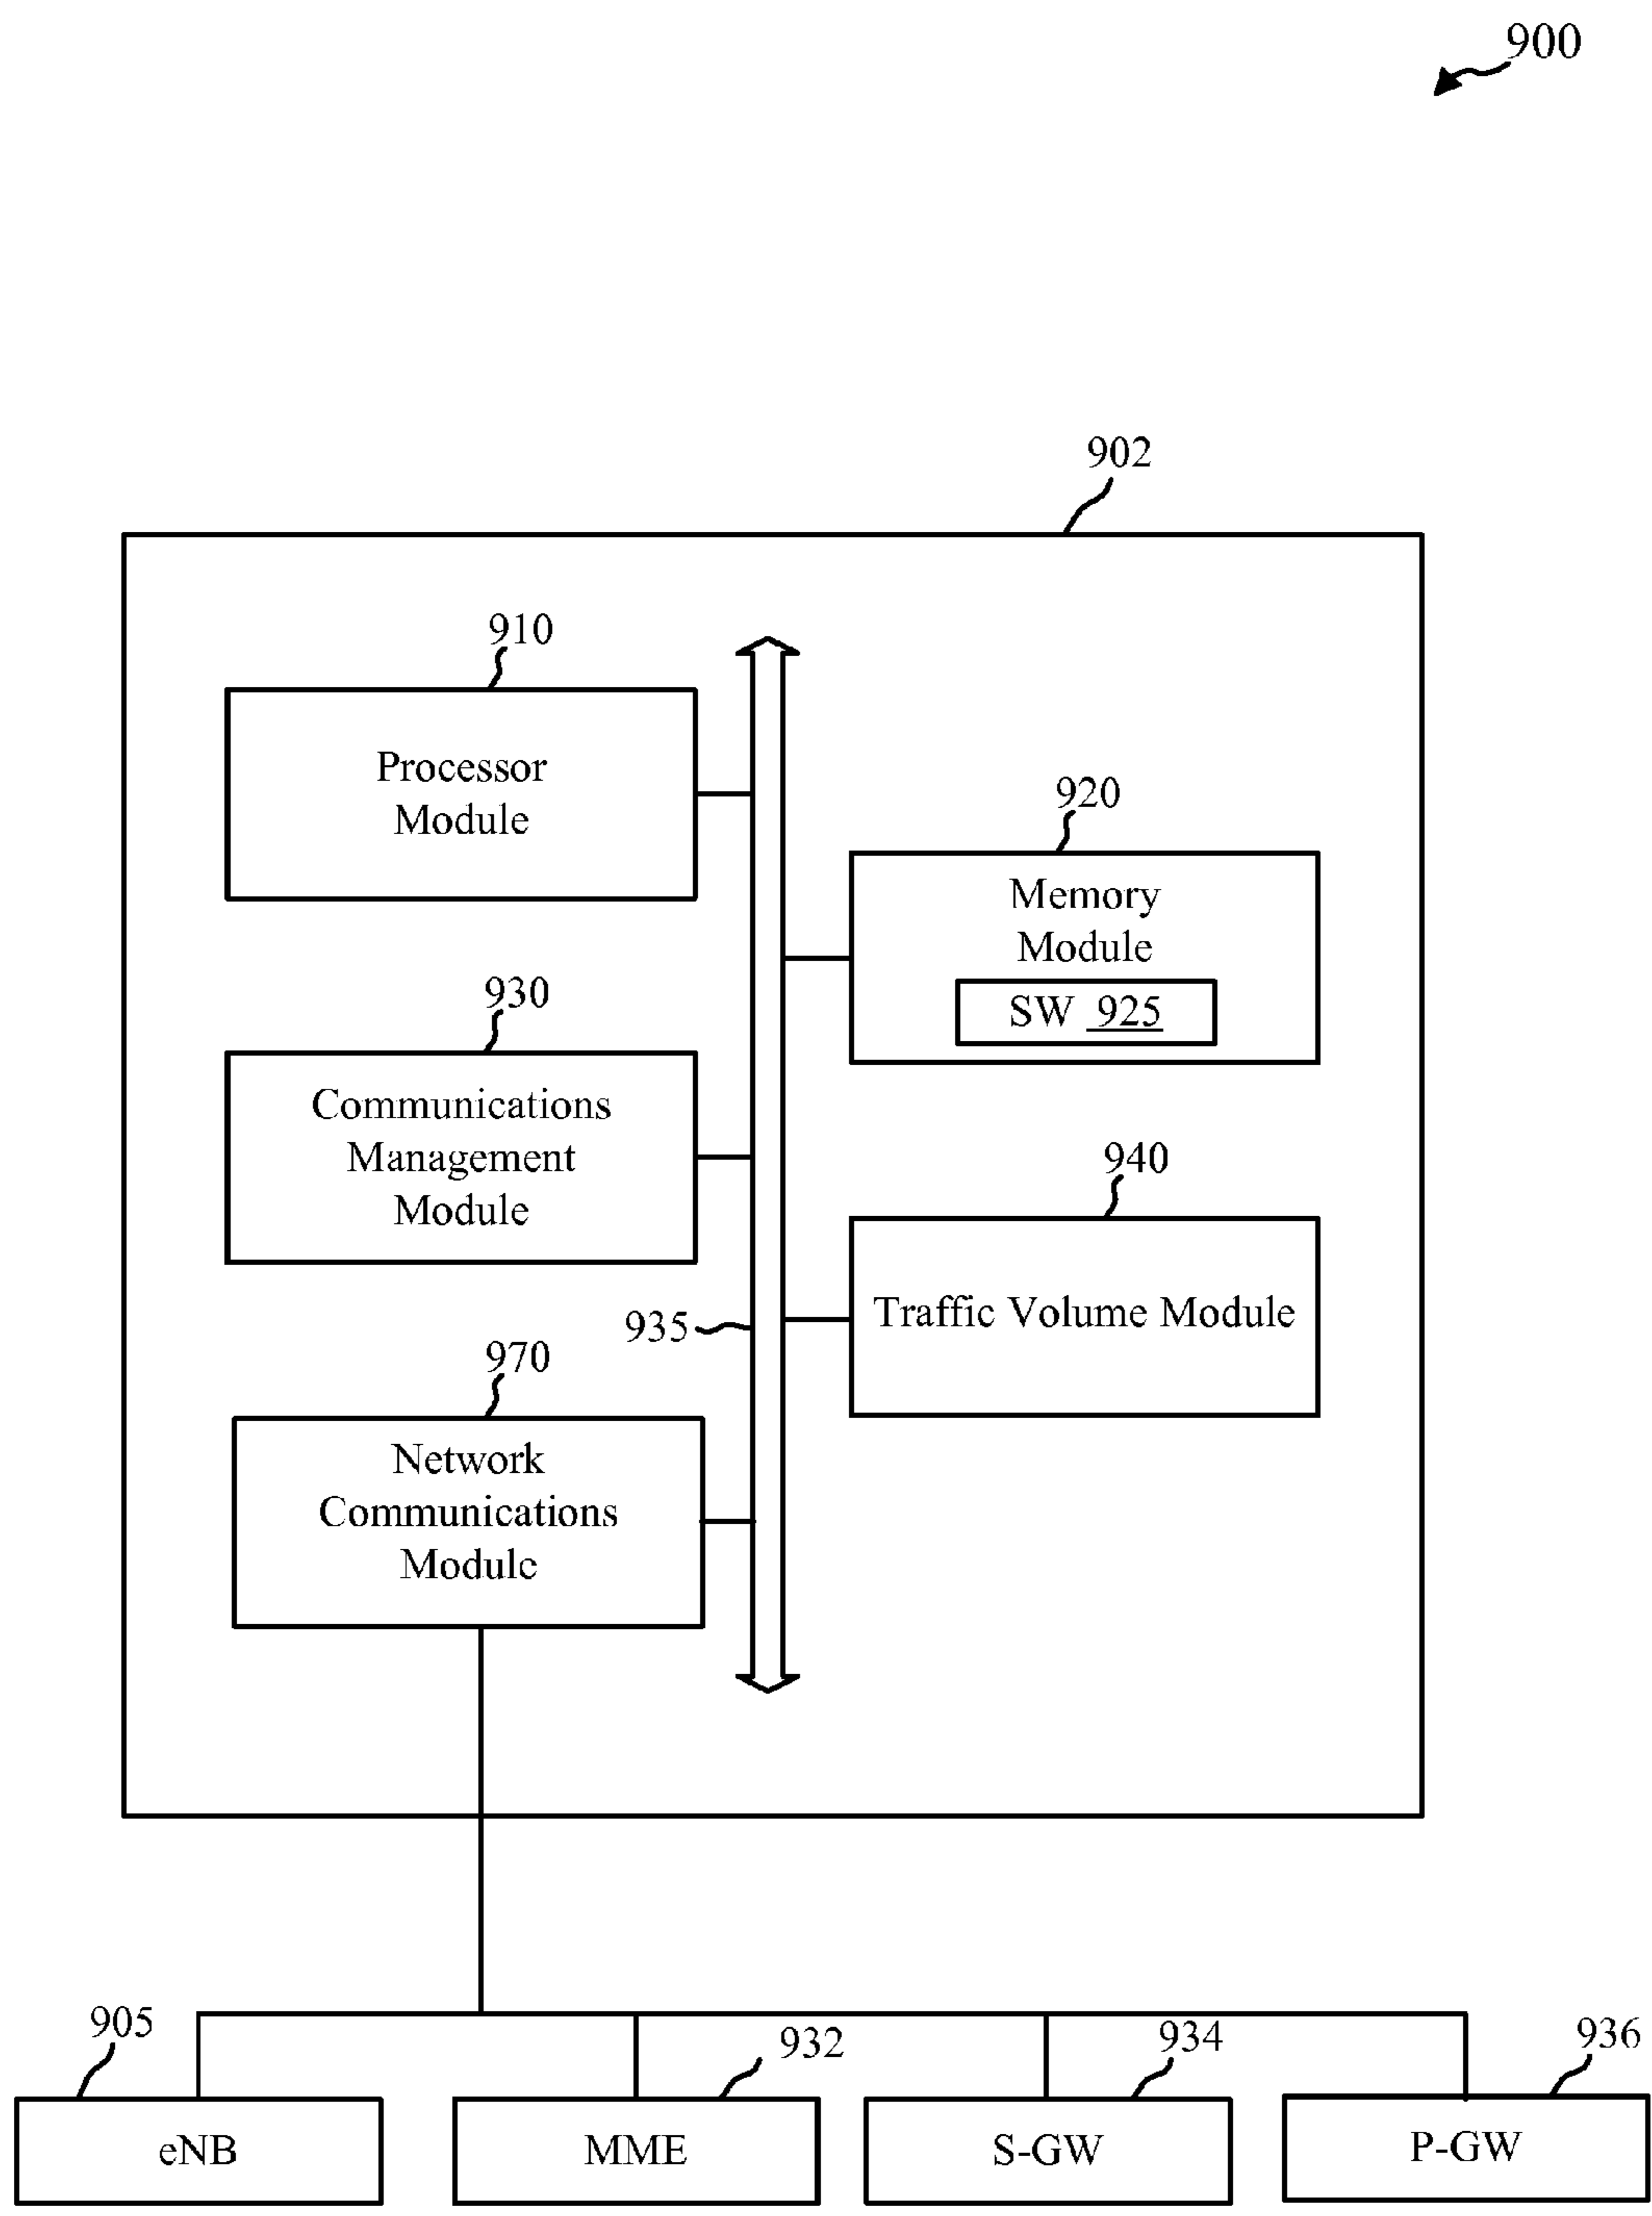 900
902
910
Processor
Module
920
Memory
Module
SW 925
930
Communications
Management
Module
940
Traffic Volume Module
935
970
Network
Communications
Module
905
eNB
932
MME
934
S-GW
936
P-GW